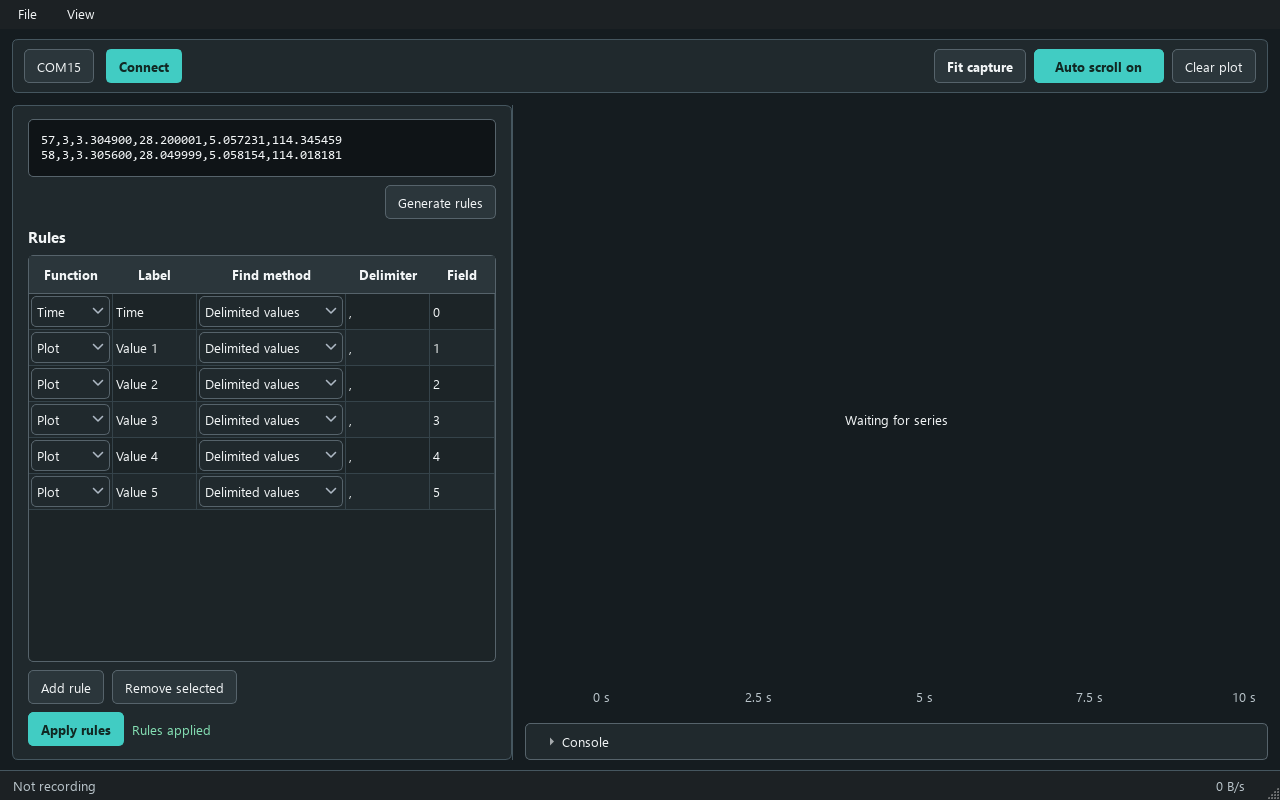 File View
COM15 Connect Fit capture Auto scroll on Clear plot
57,3,3.304900,28.200001,5.057231,114.345459
58,3,3.305600,28.049999,5.058154,114.018181
Generate rules
Rules
Function Label Find method Delimiter Field
Time Time Delimited values , 0
Plot Value 1 Delimited values , 1
Plot Value 2 Delimited values , 2
Plot Value 3 Delimited values , 3
Plot Value 4 Delimited values , 4
Plot Value 5 Delimited values , 5
Add rule Remove selected
Apply rules Rules applied
Waiting for series
0 s 2.5 s 5 s 7.5 s 10 s
Console
Not recording 0 B/s